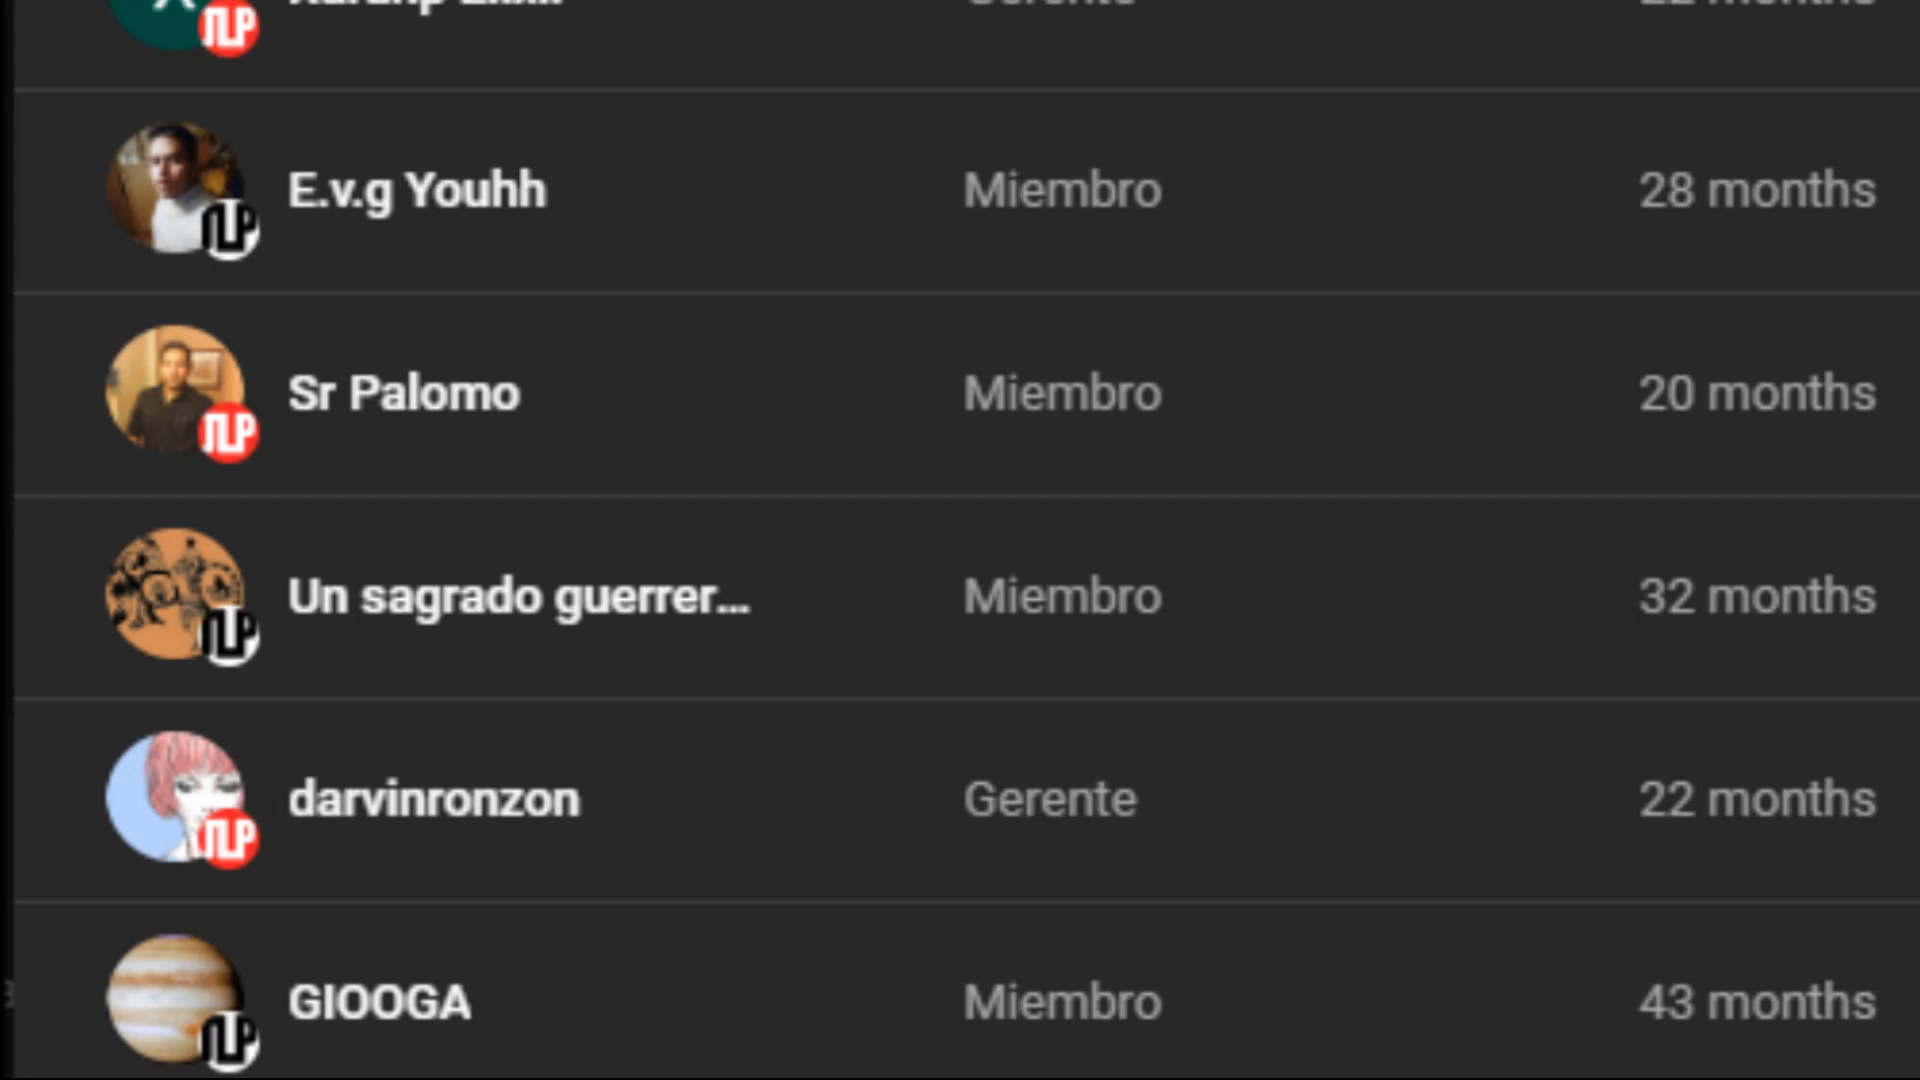 E.v.g Youhh Miembro 28 months
Sr Palomo Miembro 20 months
Un sagrado guerrer... Miembro 32 months
darvinronzon Gerente 22 months
GIOOGA Miembro 43 months